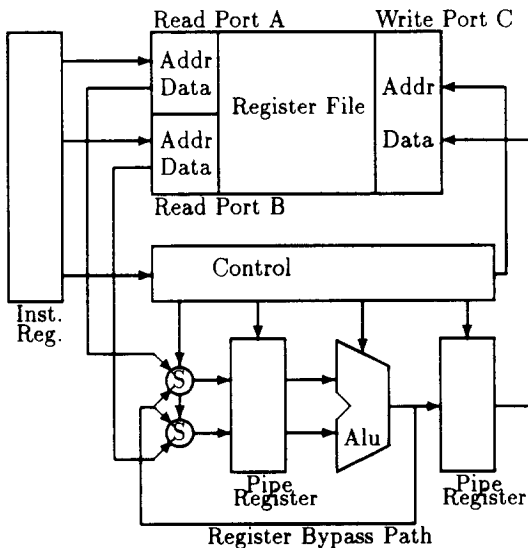 Read Port A
Write Port C
Addr
Data
Addr
Data
Read Port B
Register File
Addr
Data
Inst.
Reg.
Control
S
S
Alu
Pipe
Register
Pipe
Register
Register Bypass Path